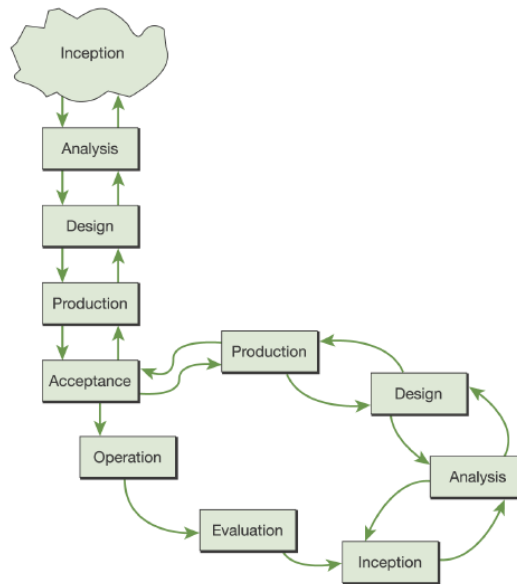 Inception
Analysis
Design
Production
Acceptance
Production
Design
Operation
Analysis
Evaluation
Inception